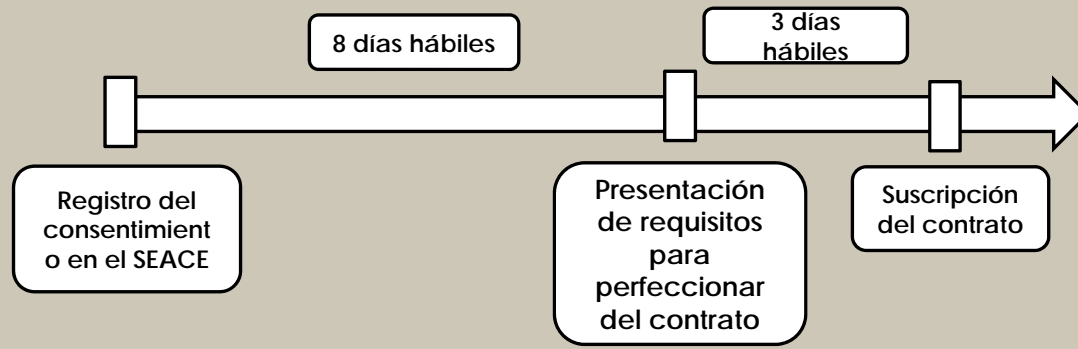 8 días hábiles
3 días
hábiles
Registro del
consentimient
o en el SEACE
Presentación
de requisitos
para
perfeccionar
del contrato
Suscripción
del contrato